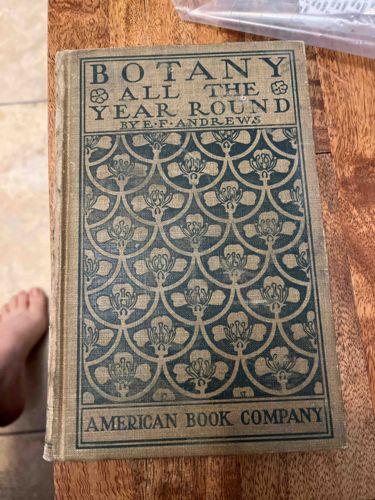 BOTANY
ALL THE
YEAR ROUND
BY E. F. ANDREWS
AMERICAN BOOK COMPANY